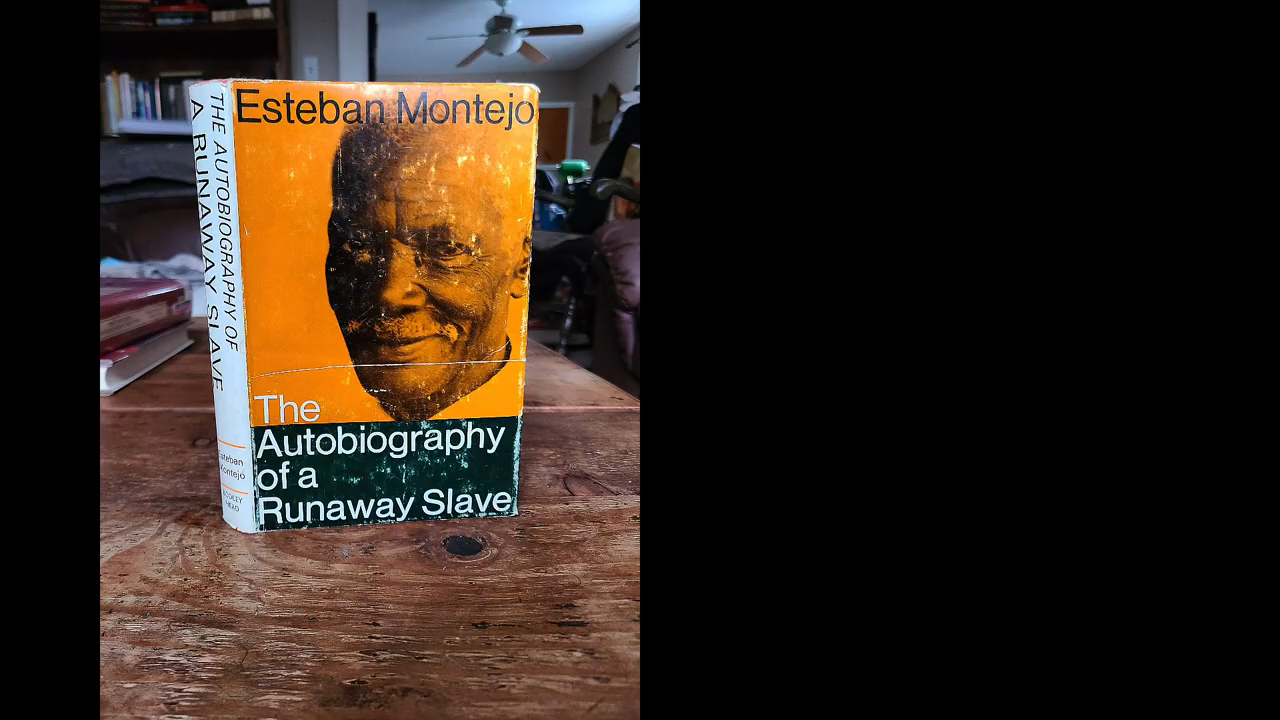 Esteban Montejo
The
Autobiography
of a
Runaway Slave
THE AUTOBIOGRAPHY OF
A RUNAWAY SLAVE
Esteban
Montejo
BODLEY
HEAD